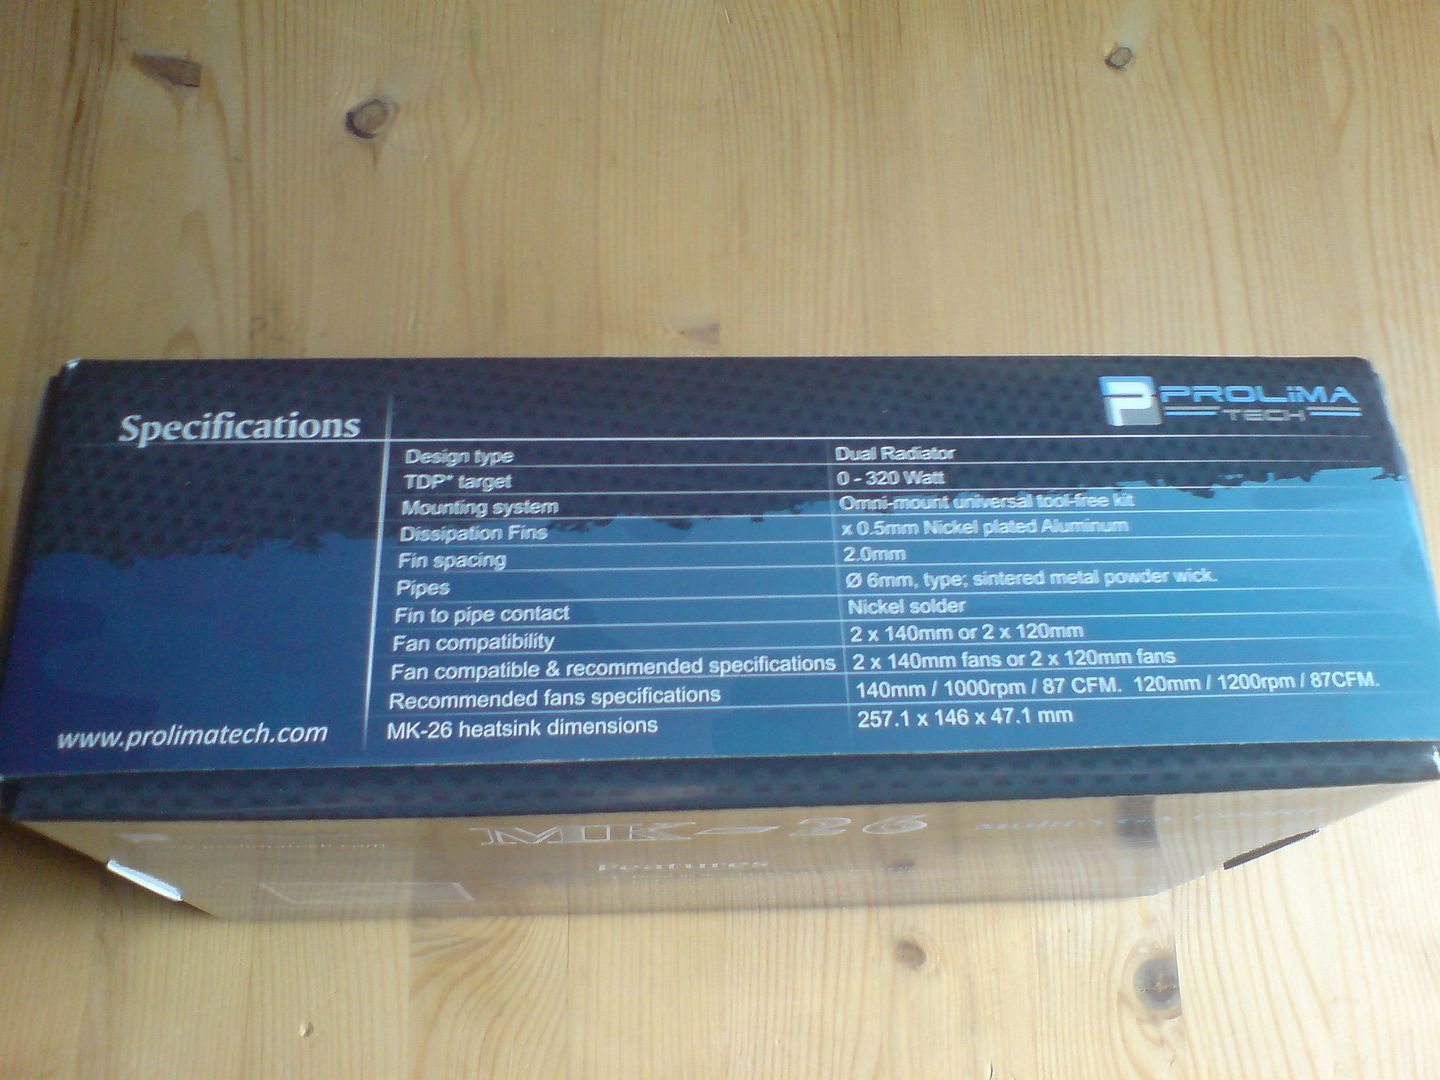 PROLiMA
TECH
Specifications
Design type Dual Radiator
TDP* target 0 - 320 Watt
Mounting system Omni-mount universal tool-free kit
Dissipation Fins x 0.5mm Nickel plated Aluminum
Fin spacing 2.0mm
Pipes Ø 6mm, type; sintered metal powder wick.
Fin to pipe contact Nickel solder
Fan compatibility 2 x 140mm or 2 x 120mm
Fan compatible & recommended specifications 2 x 140mm fans or 2 x 120mm fans
Recommended fans specifications 140mm / 1000rpm / 87 CFM. 120mm / 1200rpm / 87CFM.
MK-26 heatsink dimensions 257.1 x 146 x 47.1 mm
www.prolimatech.com
MK-26
Features